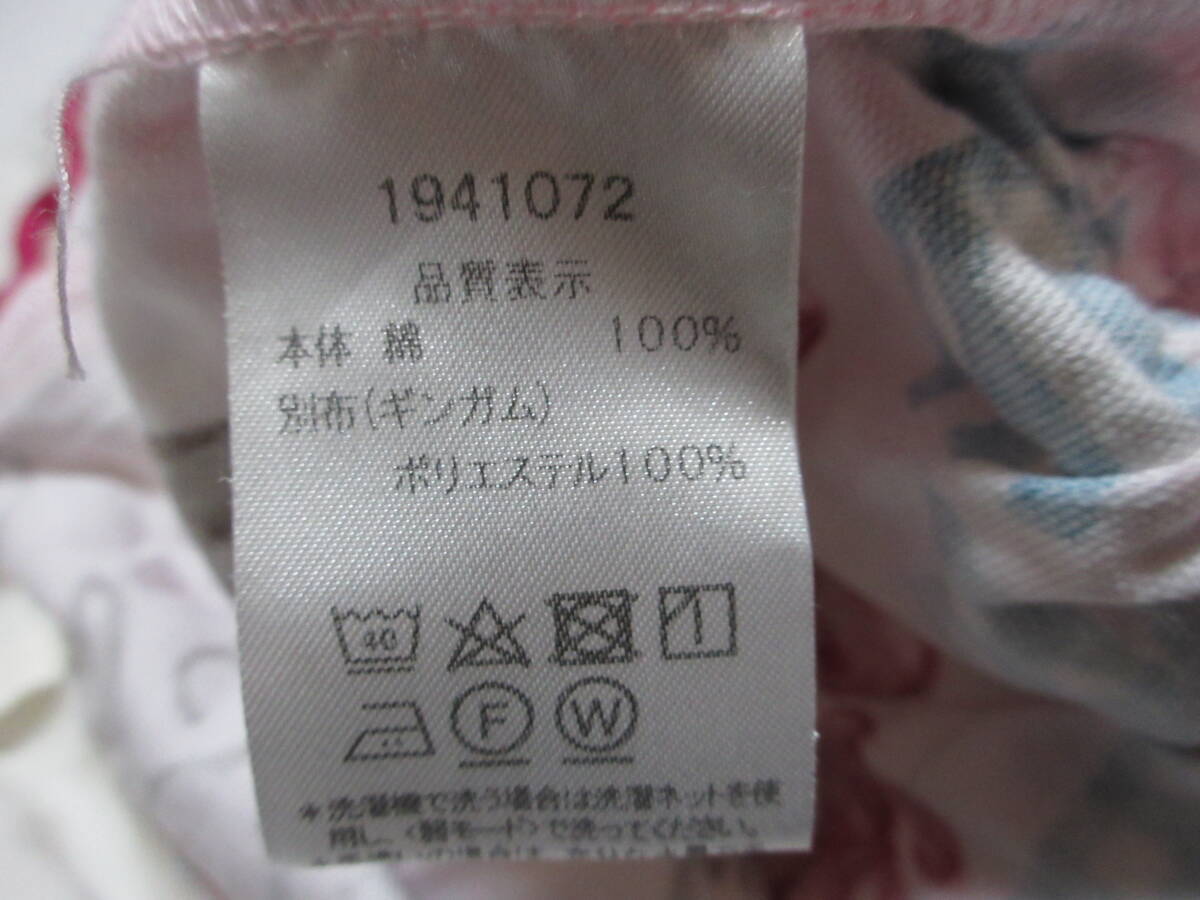 1941072
品質表示
本体 綿 100%
別布(ギンガム)
ポリエステル100%
40
F W
*洗濯機で洗う場合は洗濯ネットを使
用し、<弱モード>で洗ってください。